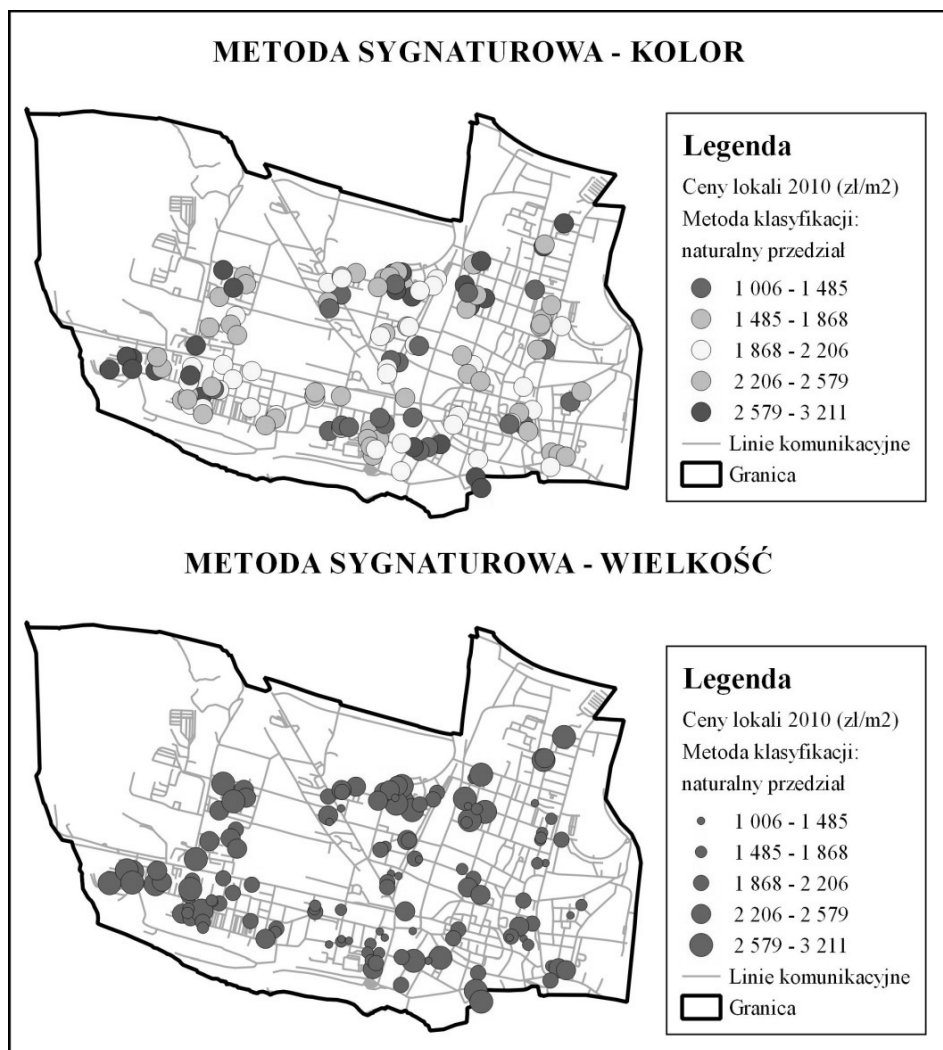 METODA SYGNATUROWA - KOLOR
Legenda
Ceny lokali 2010 (zł/m2)
Metoda klasyfikacji:
naturalny przedział
1 006 - 1 485
1 485 - 1 868
1 868 - 2 206
2 206 - 2 579
2 579 - 3 211
Linie komunikacyjne
Granica
METODA SYGNATUROWA - WIELKOŚĆ
Legenda
Ceny lokali 2010 (zł/m2)
Metoda klasyfikacji:
naturalny przedział
1 006 - 1 485
1 485 - 1 868
1 868 - 2 206
2 206 - 2 579
2 579 - 3 211
Linie komunikacyjne
Granica